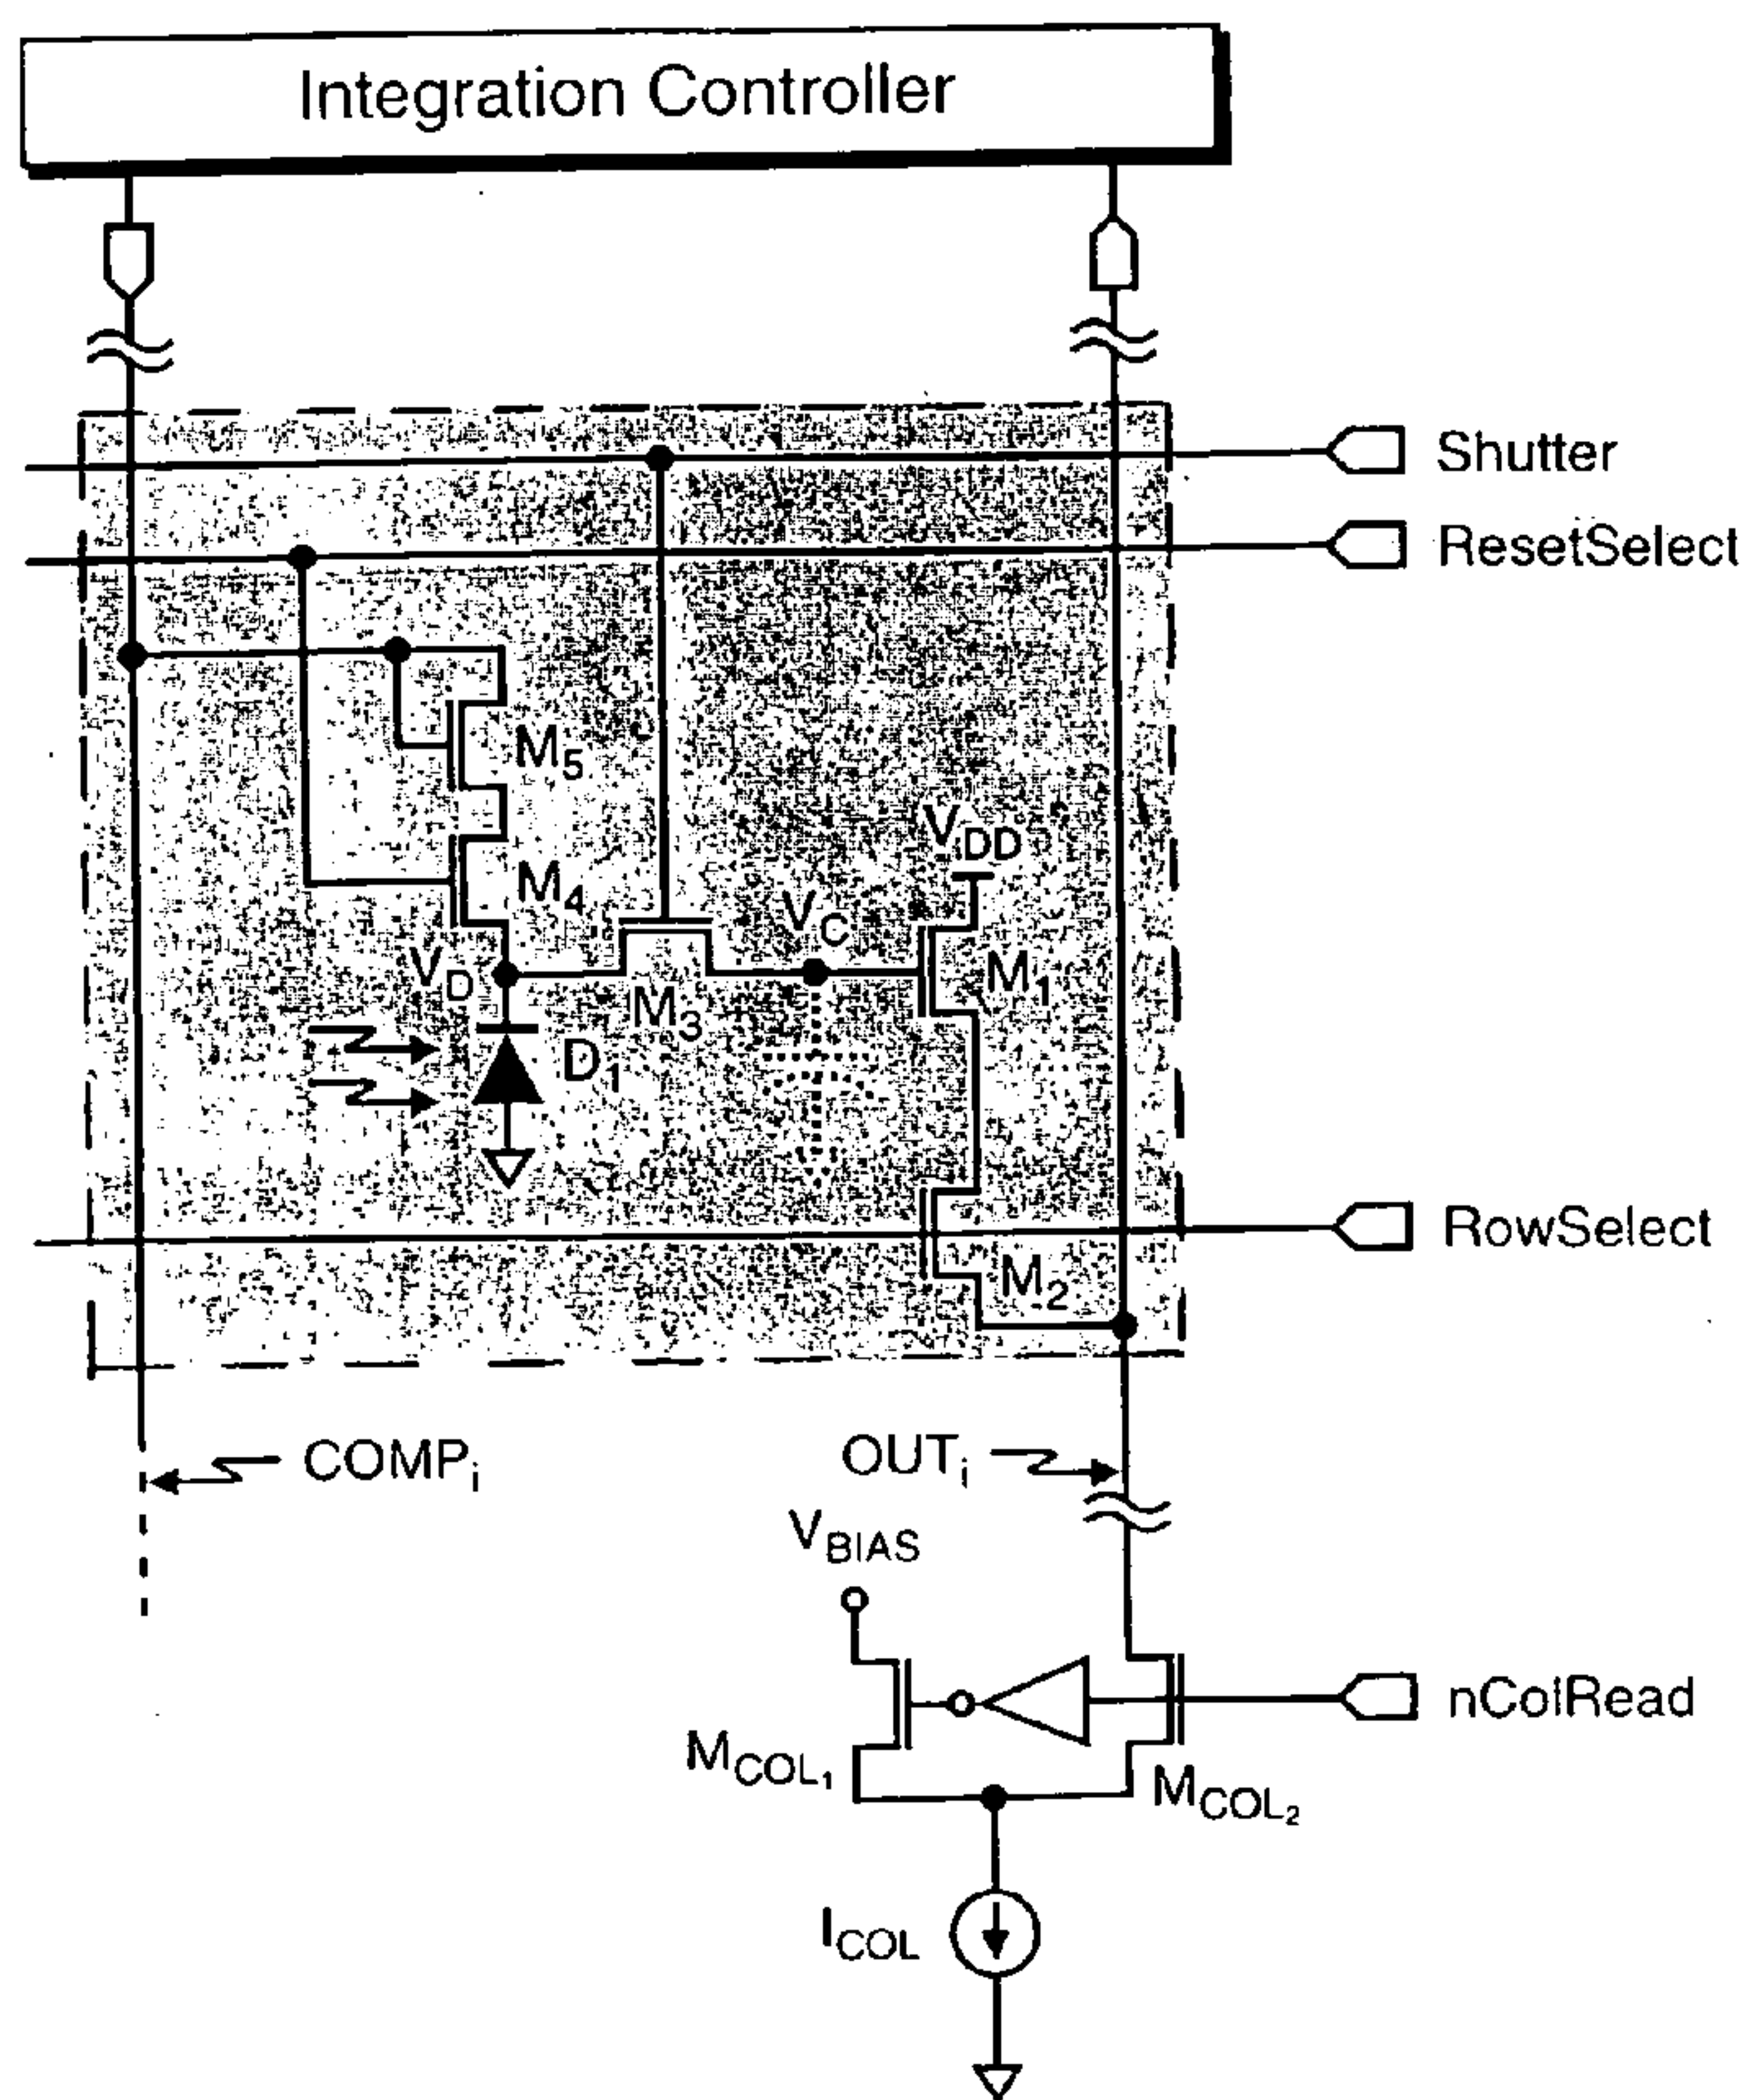 Integration Controller
Shutter
ResetSelect
M5
VDD
M4
VC
VD
M1
M3
D1
RowSelect
M2
COMPi
OUTi
VBIAS
nColRead
MCOL1
MCOL2
ICOL